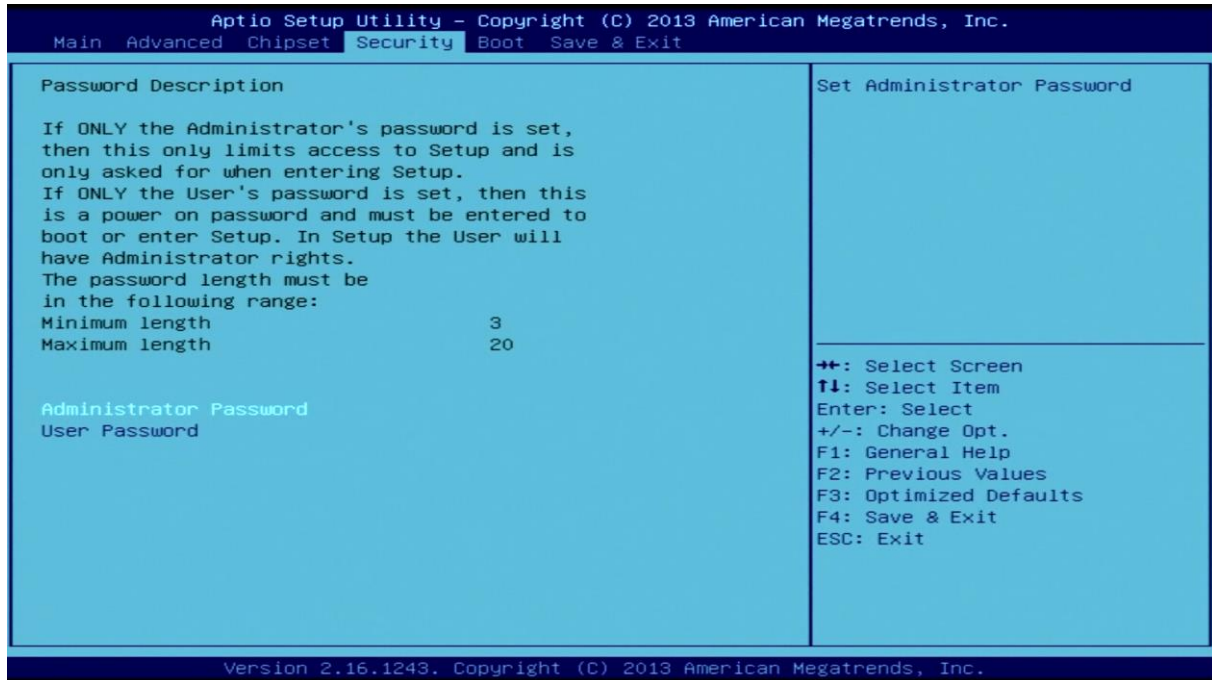 Aptio Setup Utility – Copyright (C) 2013 American Megatrends, Inc.
Main Advanced Chipset Security Boot Save & Exit
Password Description
If ONLY the Administrator's password is set,
then this only limits access to Setup and is
only asked for when entering Setup.
If ONLY the User's password is set, then this
is a power on password and must be entered to
boot or enter Setup. In Setup the User will
have Administrator rights.
The password length must be
in the following range:
Minimum length 3
Maximum length 20
Administrator Password
User Password
Set Administrator Password
→←: Select Screen
↑↓: Select Item
Enter: Select
+/-: Change Opt.
F1: General Help
F2: Previous Values
F3: Optimized Defaults
F4: Save & Exit
ESC: Exit
Version 2.16.1243. Copyright (C) 2013 American Megatrends, Inc.